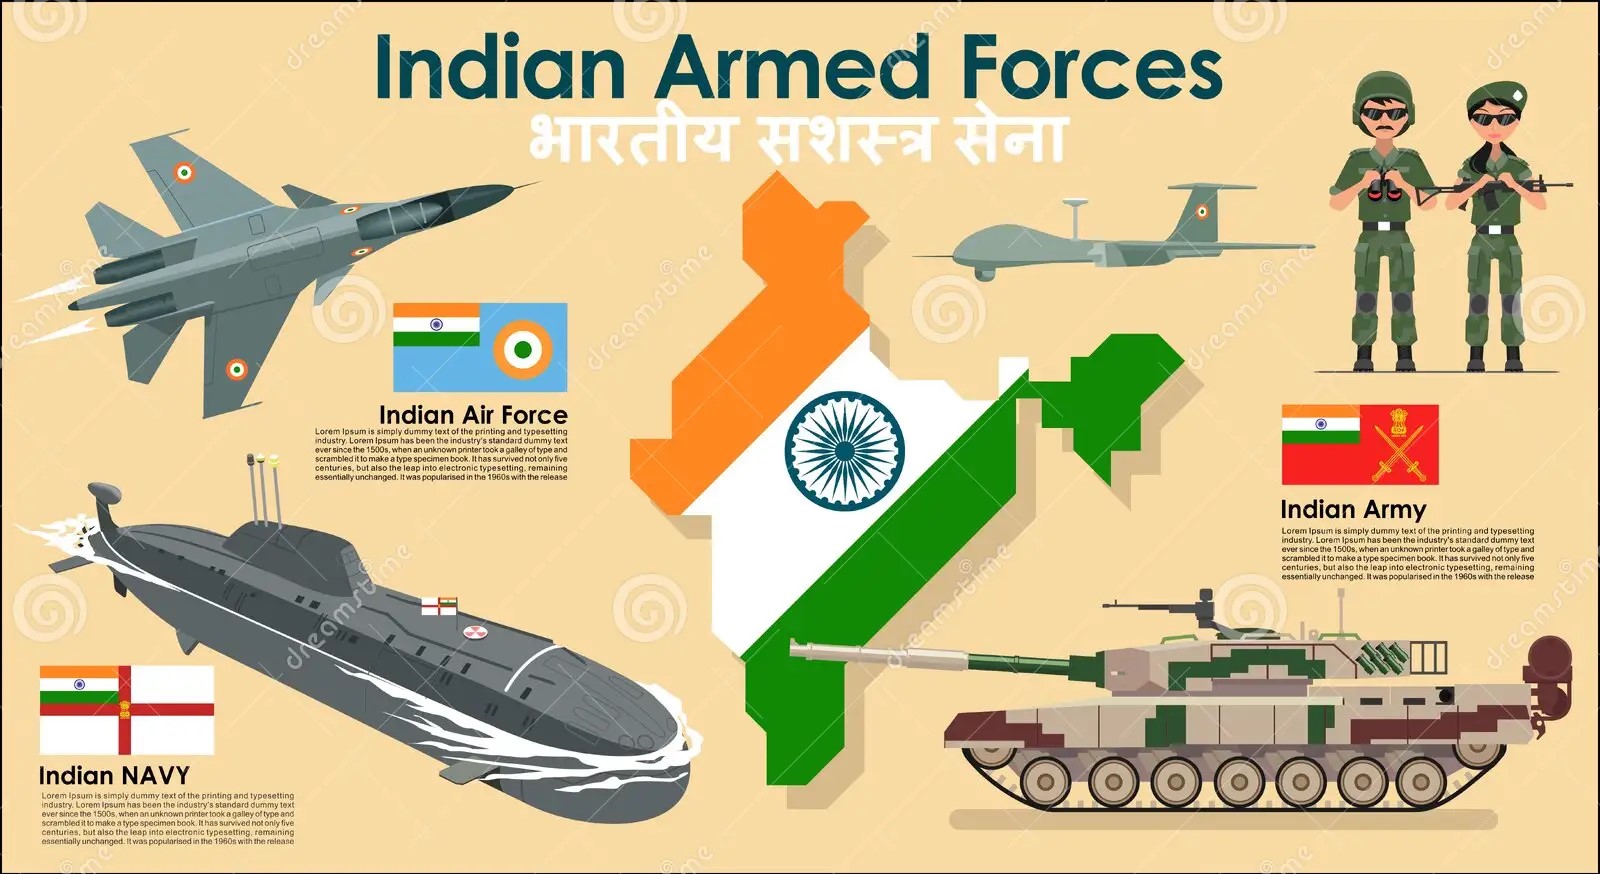 Indian Armed Forces
भारतीय सशस्त्र सेना
Indian Air Force
Lorem Ipsum is simply dummy text of the printing and typesetting
industry. Lorem Ipsum has been the industry's standard dummy text
ever since the 1500s, when an unknown printer took a galley of type and
scrambled it to make a type specimen book. It has survived not only five
centuries, but also the leap into electronic typesetting, remaining
essentially unchanged. It was popularised in the 1960s with the release
Indian Army
Lorem Ipsum is simply dummy text of the printing and typesetting
industry. Lorem Ipsum has been the industry's standard dummy text
ever since the 1500s, when an unknown printer took a galley of type and
scrambled it to make a type specimen book. It has survived not only five
centuries, but also the leap into electronic typesetting, remaining
essentially unchanged. It was popularised in the 1960s with the release
Indian NAVY
Lorem Ipsum is simply dummy text of the printing and typesetting
industry. Lorem Ipsum has been the industry's standard dummy text
ever since the 1500s, when an unknown printer took a galley of type and
scrambled it to make a type specimen book. It has survived not only five
centuries, but also the leap into electronic typesetting, remaining
essentially unchanged. It was popularised in the 1960s with the release
dreamstime
dreamstime
dreamstime
dreamstime
dreamstime
dreamstime
dreamstime